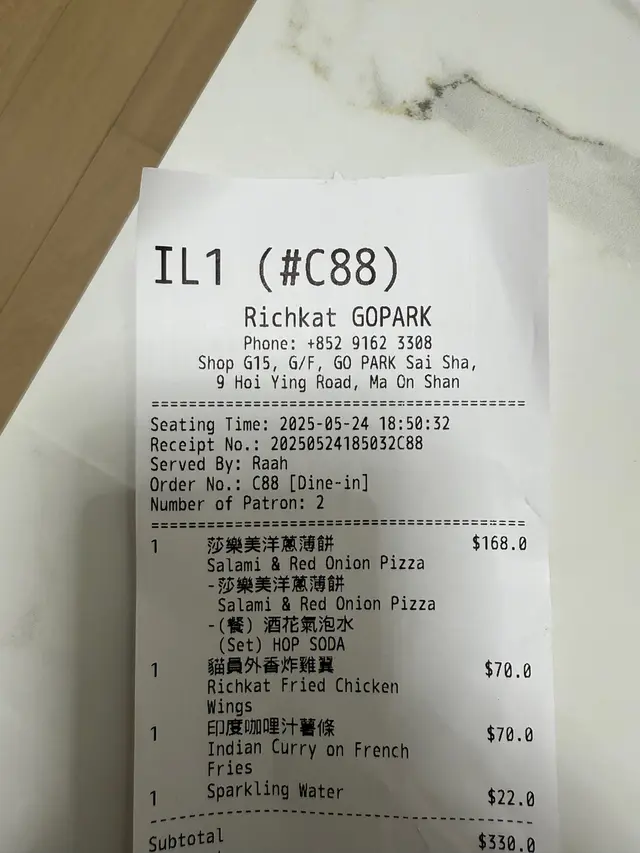 IL1 (#C88)
Richkat GOPARK
Phone: +852 9162 3308
Shop G15, G/F, GO PARK Sai Sha,
9 Hoi Ying Road, Ma On Shan
========================================
Seating Time: 2025-05-24 18:50:32
Receipt No.: 20250524185032C88
Served By: Raah
Order No.: C88 [Dine-in]
Number of Patron: 2
========================================
1 莎樂美洋蔥薄餅 $168.0
Salami & Red Onion Pizza
-莎樂美洋蔥薄餅
Salami & Red Onion Pizza
-(餐) 酒花氣泡水
(Set) HOP SODA
1 貓員外香炸雞翼 $70.0
Richkat Fried Chicken
Wings
1 印度咖哩汁薯條 $70.0
Indian Curry on French
Fries
1 Sparkling Water $22.0
----------------------------------------
Subtotal $330.0